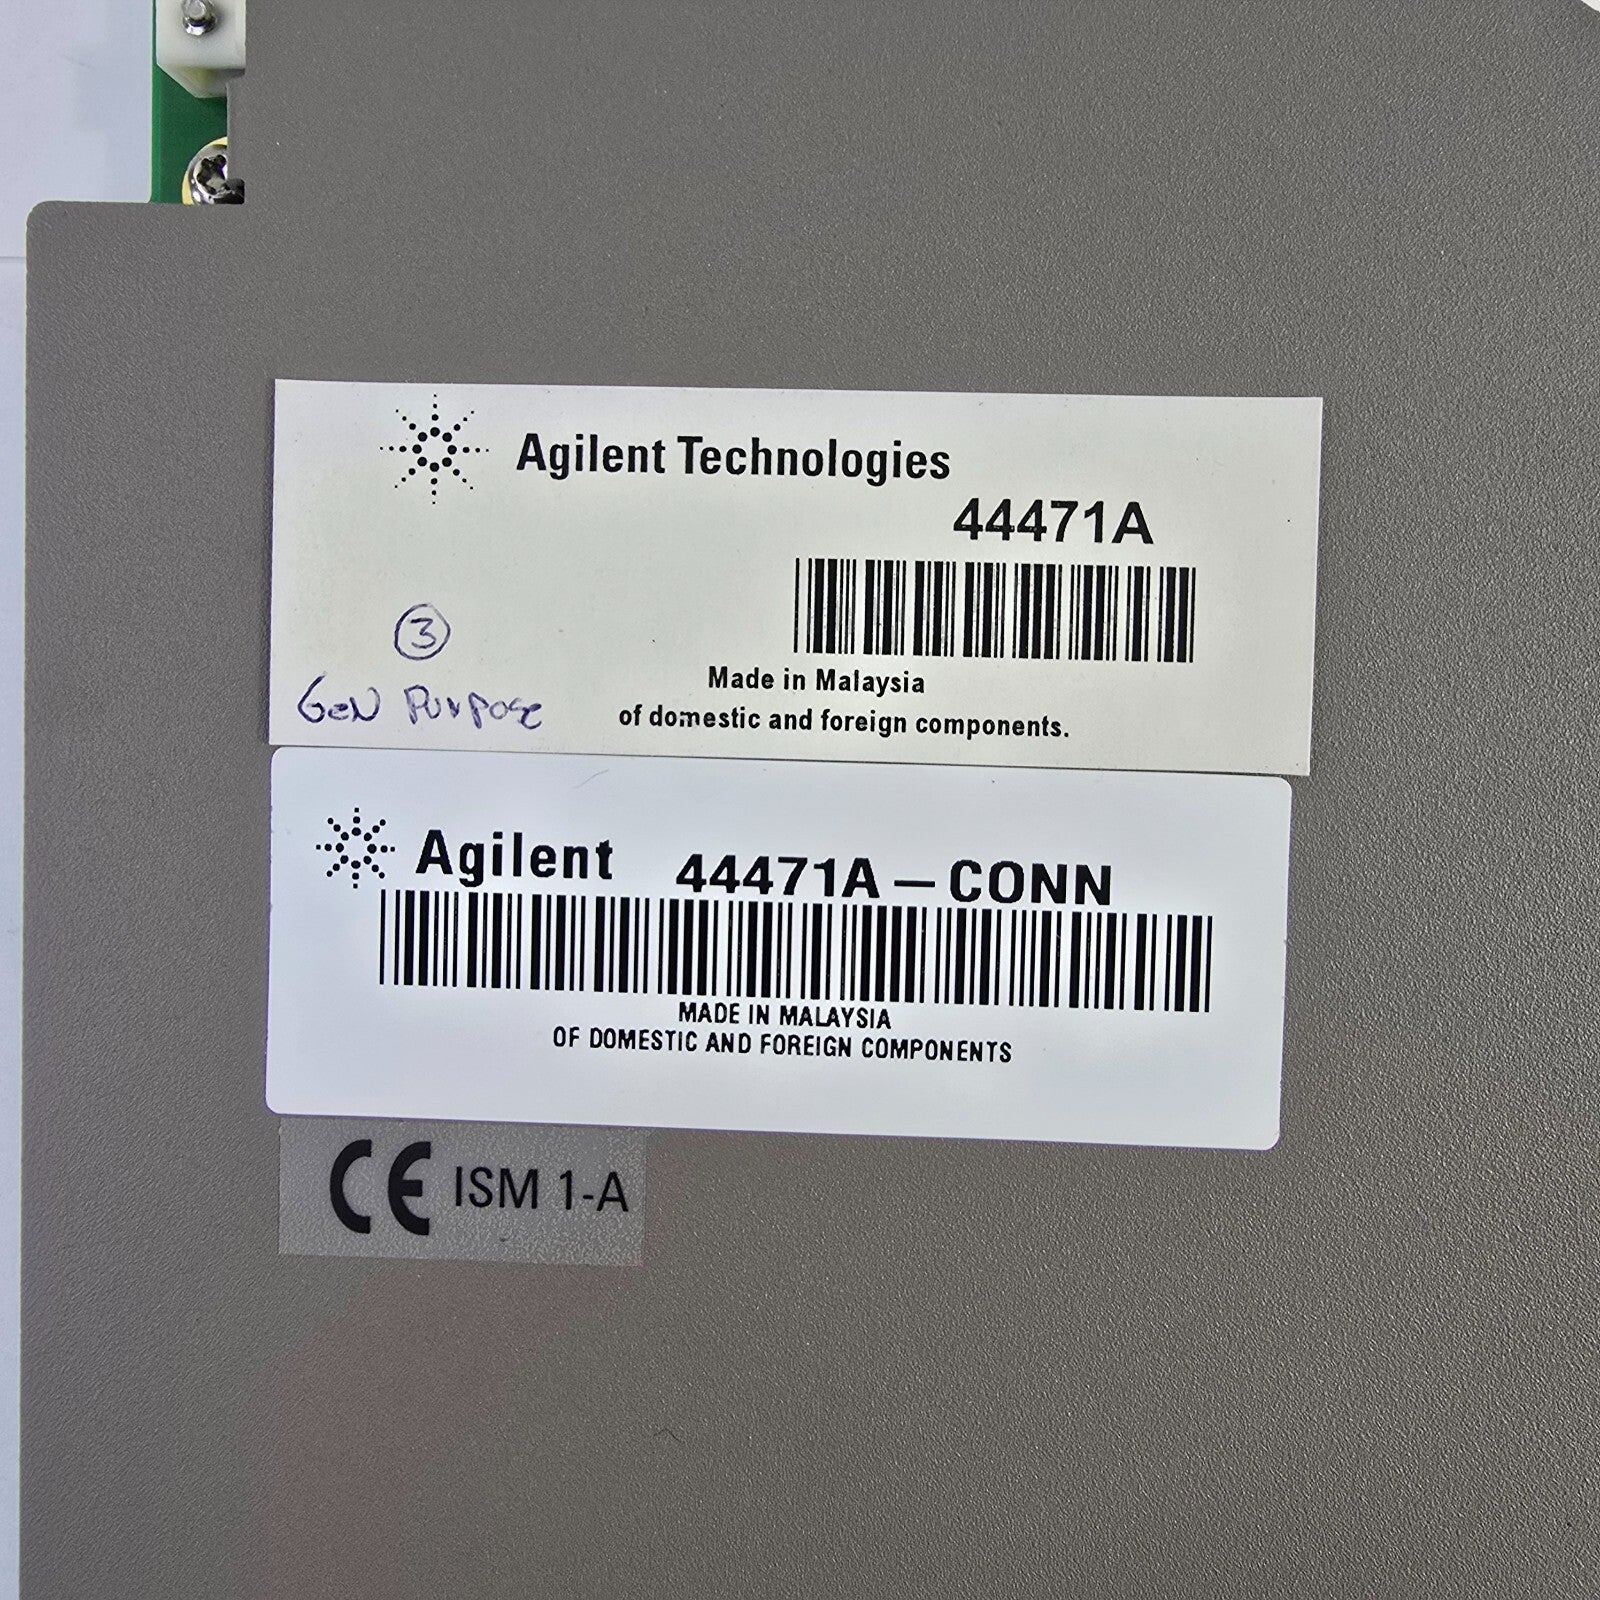 Agilent Technologies
44471A
3
Gen Purpose
Made in Malaysia
of domestic and foreign components.
Agilent 44471A – CONN
MADE IN MALAYSIA
OF DOMESTIC AND FOREIGN COMPONENTS
CE ISM 1-A